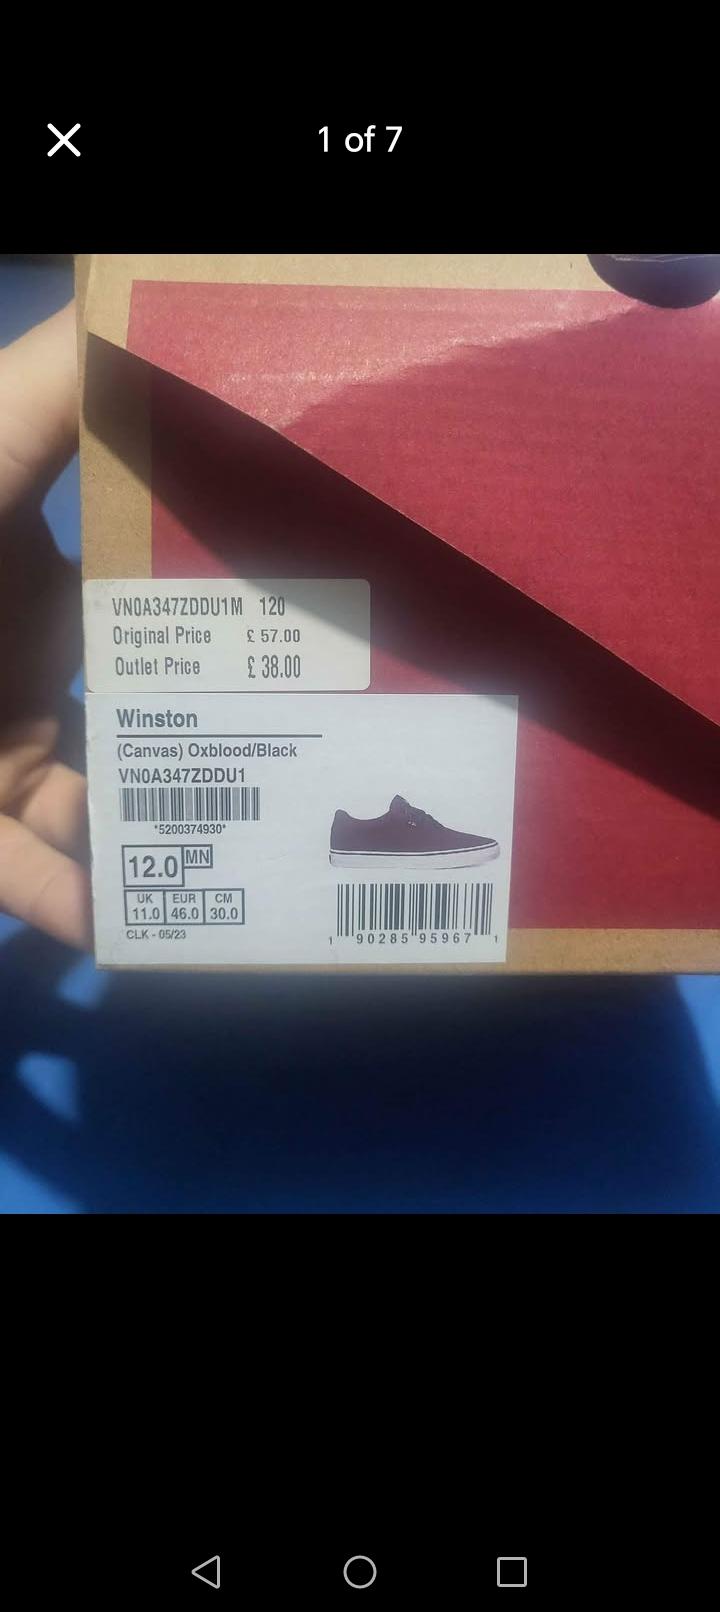 1 of 7
VN0A347ZDDU1M 120
Original Price £ 57.00
Outlet Price £ 38.00
Winston
(Canvas) Oxblood/Black
VN0A347ZDDU1
*5200374930*
12.0 MN
UK EUR CM
11.0 46.0 30.0
CLK - 05/23
1 90285 95967 1